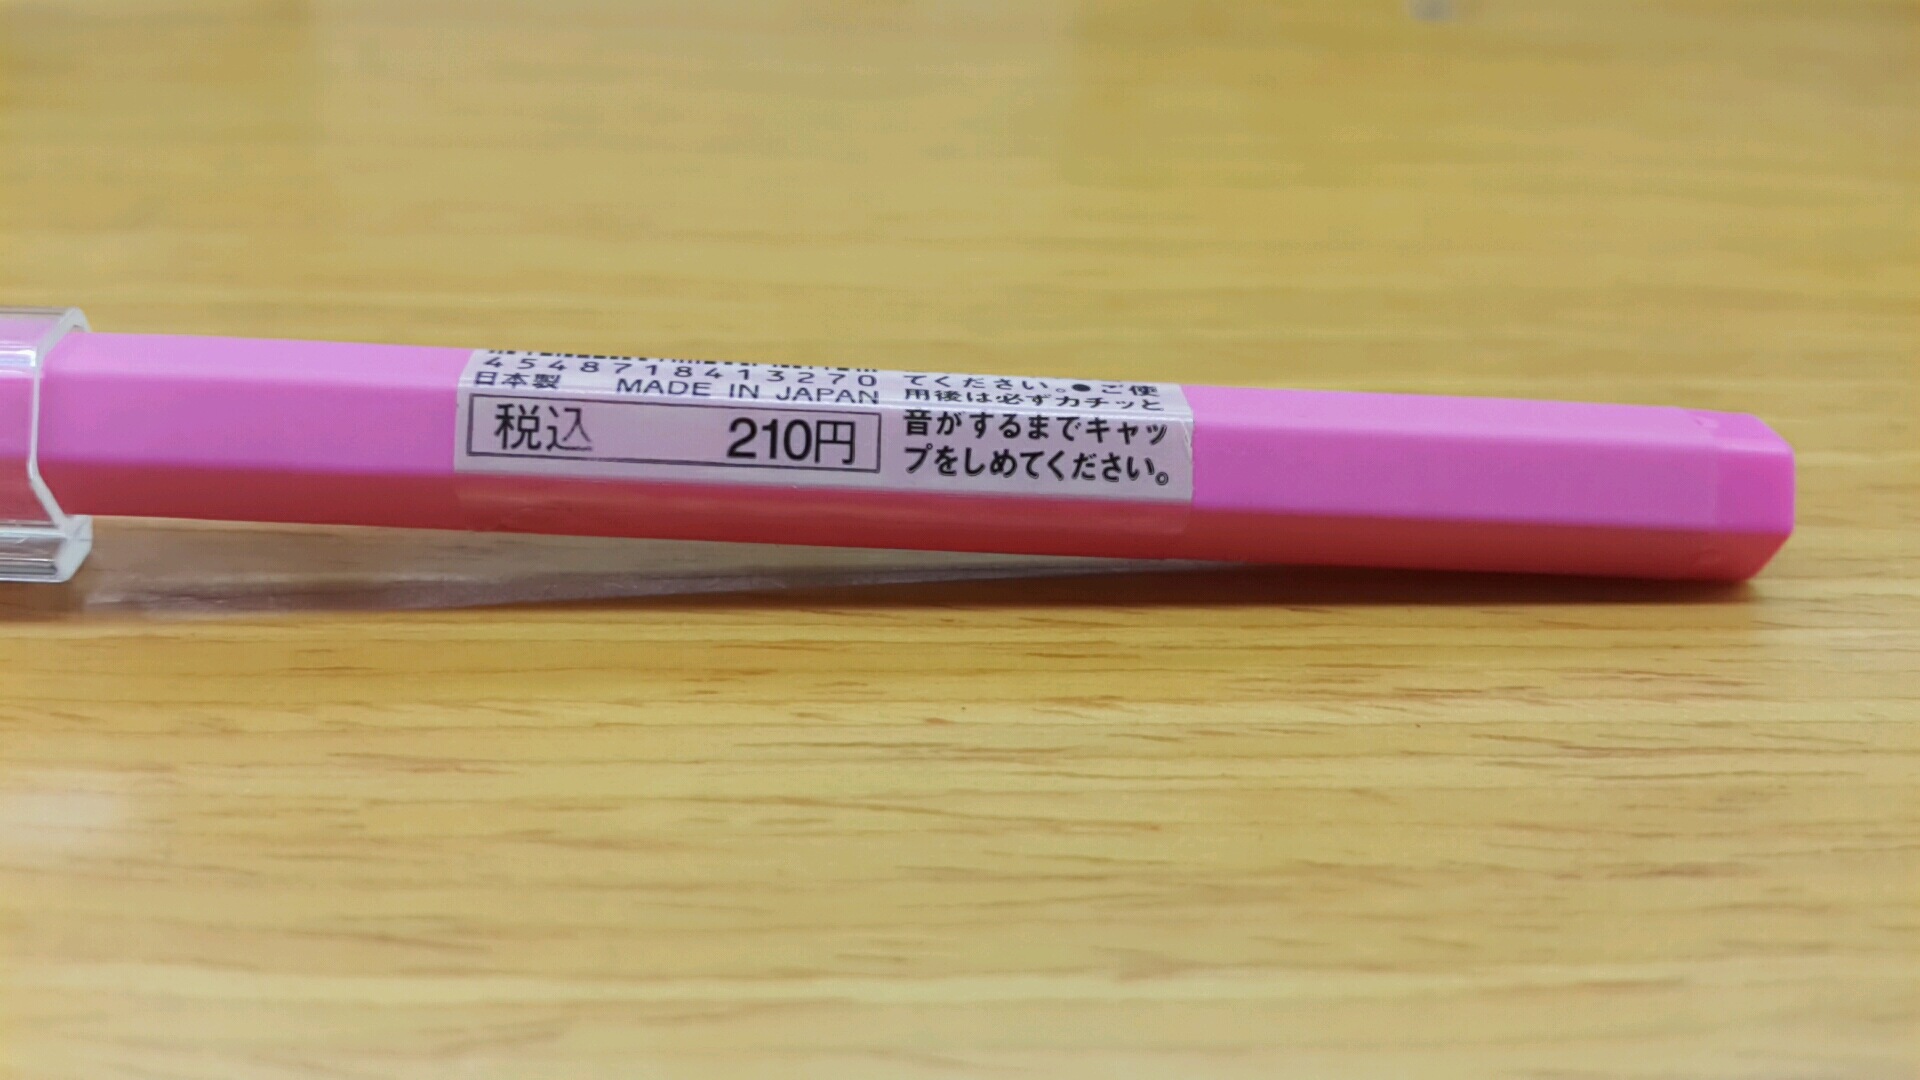 4548718413270
日本製 MADE IN JAPAN
税込 210円
てください。●ご使
用後は必ずカチッと
音がするまでキャッ
プをしめてください。